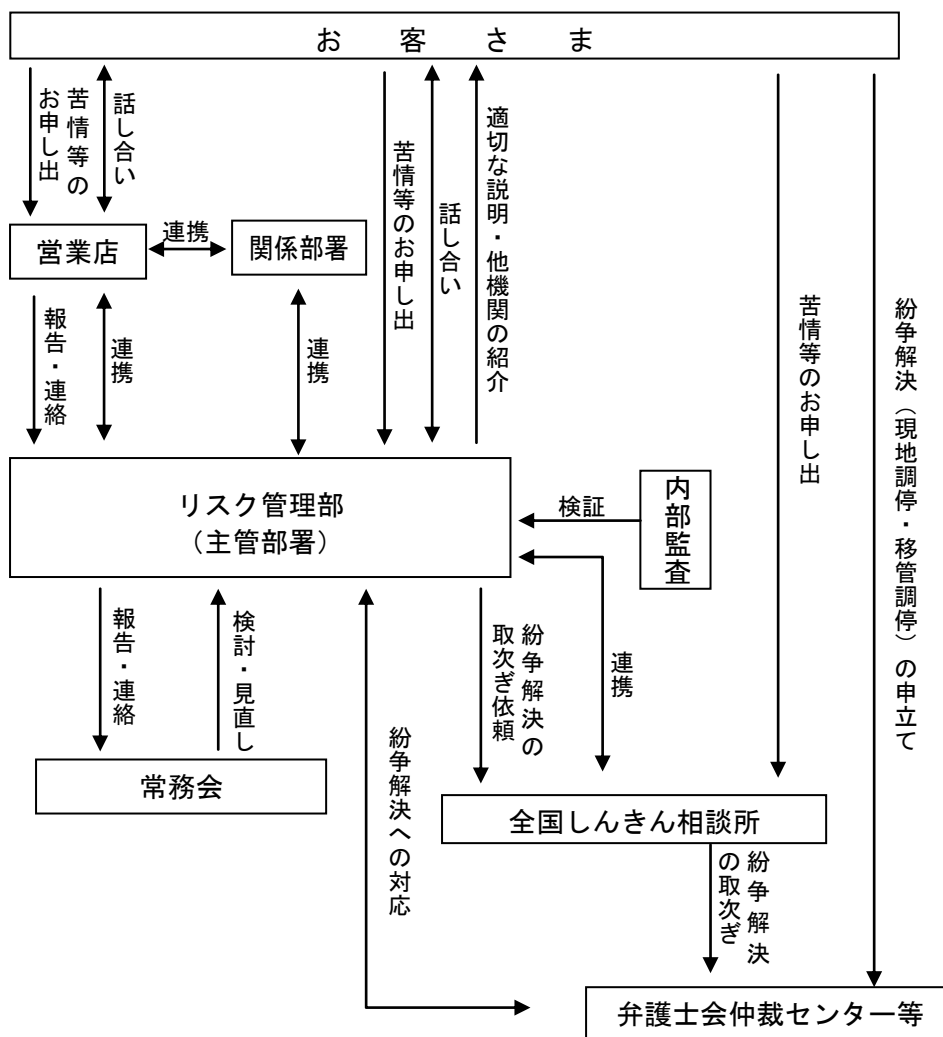 お客さま
苦情等の
お申し出
話し合い
苦情等のお申し出
話し合い
適切な説明・他機関の紹介
苦情等のお申し出
紛争解決（現地調停・移管調停）の申立て
営業店
連携
関係部署
報告・連絡
連携
連携
リスク管理部
（主管部署）
検証
内部監査
報告・連絡
検討・見直し
紛争解決への対応
紛争解決の
取次ぎ依頼
連携
常務会
全国しんきん相談所
紛争解決
の取次ぎ
弁護士会仲裁センター等